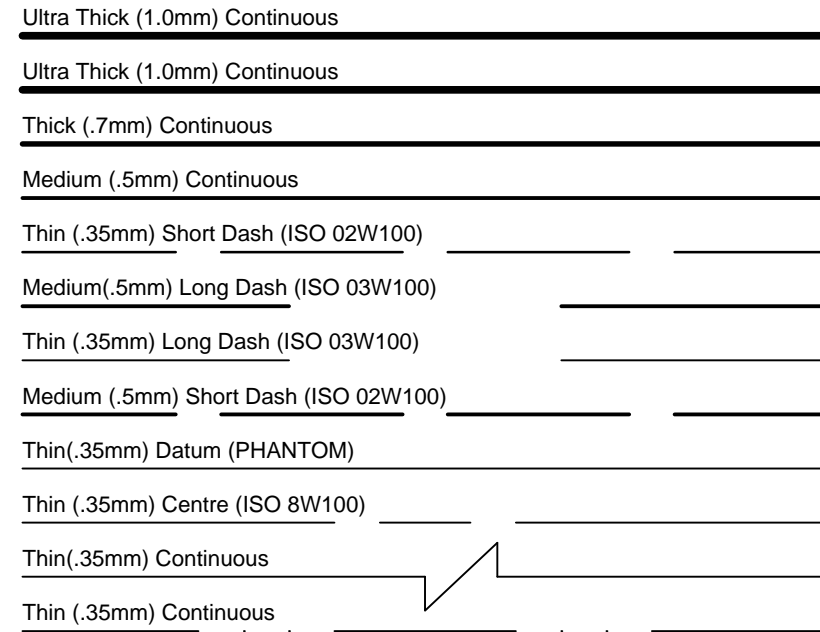 Ultra Thick (1.0mm) Continuous
Ultra Thick (1.0mm) Continuous
Thick (.7mm) Continuous
Medium (.5mm) Continuous
Thin (.35mm) Short Dash (ISO 02W100)
Medium(.5mm) Long Dash (ISO 03W100)
Thin (.35mm) Long Dash (ISO 03W100)
Medium (.5mm) Short Dash (ISO 02W100)
Thin(.35mm) Datum (PHANTOM)
Thin (.35mm) Centre (ISO 8W100)
Thin(.35mm) Continuous
Thin (.35mm) Continuous